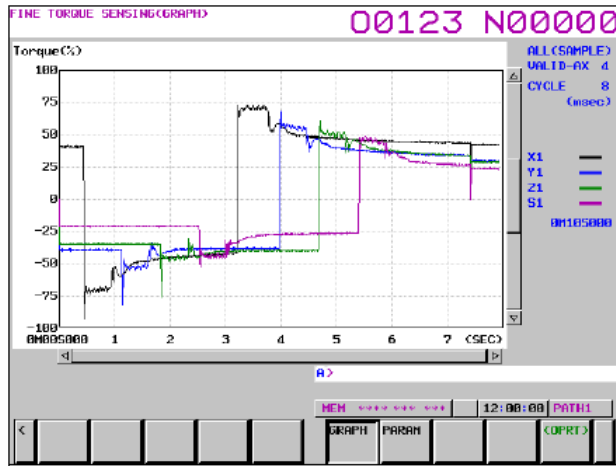 FINE TORQUE SENSING(GRAPH)
O0123 N00000
Torque(%)
ALL(SAMPLE)
VALID-AX 4
CYCLE 8
(msec)
100
75
50
25
0
-25
-50
-75
-100
X1
Y1
Z1
S1
0M105000
0M005000 1 2 3 4 5 6 7 (SEC)
A>
MEM **** *** *** 12:00:00 PATH1
< GRAPH PARAM (OPRT)